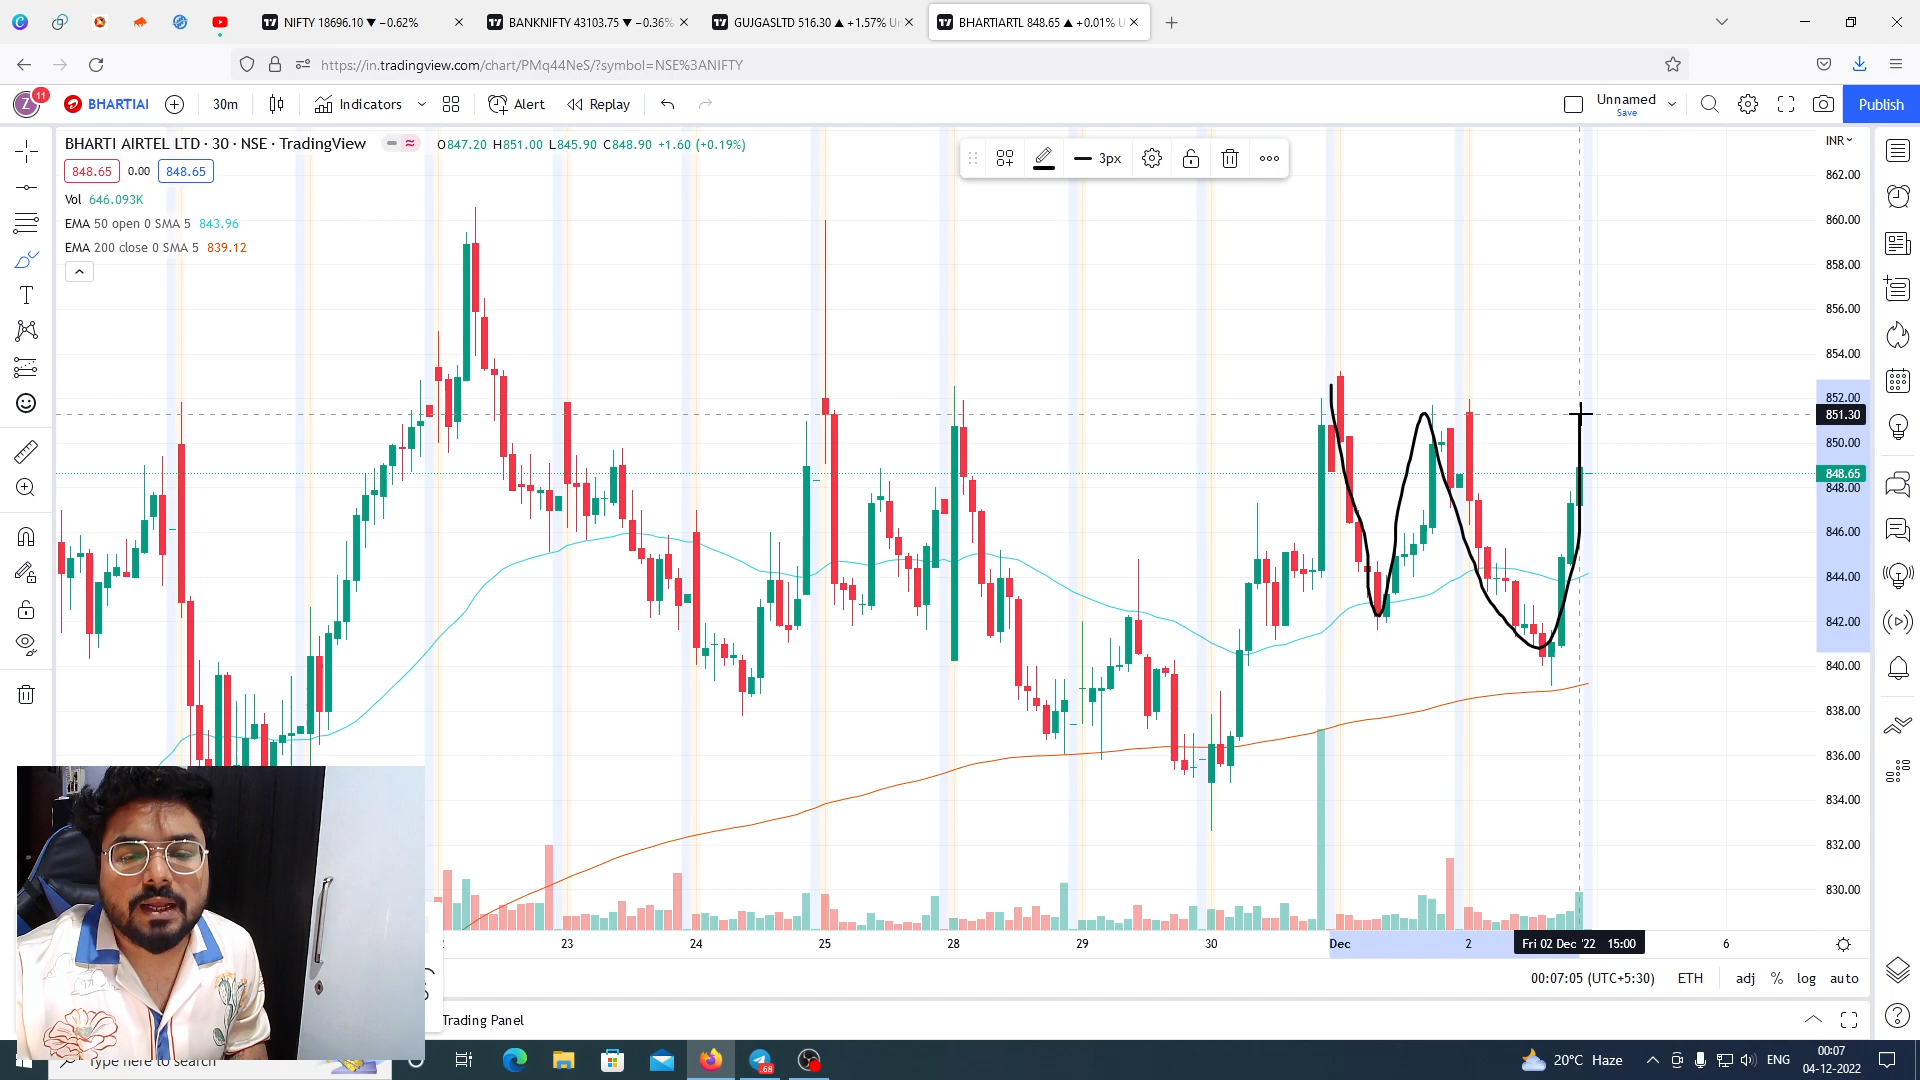 NIFTY 18696.10 ▼ −0.62%
BANKNIFTY 43103.75 ▼ −0.36%
GUJGASLTD 516.30 ▲ +1.57% Un
BHARTIARTL 848.65 ▲ +0.01% U
https://in.tradingview.com/chart/PMq44NeS/?symbol=NSE%3ANIFTY
Z 11
BHARTIAI
30m
Indicators
Alert
Replay
Unnamed
Save
Publish
BHARTI AIRTEL LTD · 30 · NSE · TradingView
O847.20 H851.00 L845.90 C848.90 +1.60 (+0.19%)
3px
INR
848.65 0.00 848.65
Vol 646.093K
EMA 50 open 0 SMA 5 843.96
EMA 200 close 0 SMA 5 839.12
862.00
860.00
858.00
856.00
854.00
852.00
851.30
850.00
848.65
848.00
846.00
844.00
842.00
840.00
838.00
836.00
834.00
832.00
830.00
23 24 25 28 29 30 Dec 2 Fri 02 Dec '22 15:00 6
00:07:05 (UTC+5:30) ETH adj % log auto
Trading Panel
Type here to search
.68
20°C Haze
ENG
00:07
04-12-2022